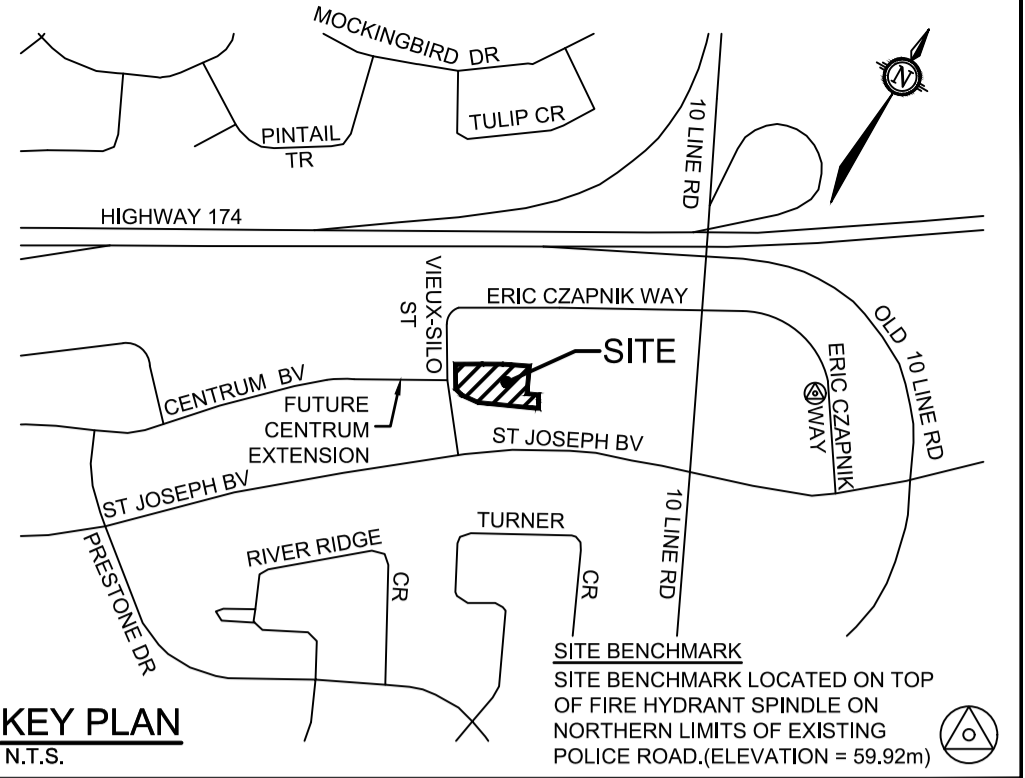 MOCKINGBIRD DR
TULIP CR
PINTAIL
TR
10 LINE RD
N
HIGHWAY 174
VIEUX-SILO
ST
ERIC CZAPNIK WAY
SITE
OLD 10 LINE RD
ERIC CZAPNIK
WAY
CENTRUM BV
FUTURE
CENTRUM
EXTENSION
ST JOSEPH BV
ST JOSEPH BV
10 LINE RD
PRESTONE DR
RIVER RIDGE
CR
TURNER
CR
SITE BENCHMARK
SITE BENCHMARK LOCATED ON TOP
OF FIRE HYDRANT SPINDLE ON
NORTHERN LIMITS OF EXISTING
POLICE ROAD.(ELEVATION = 59.92m)
KEY PLAN
N.T.S.